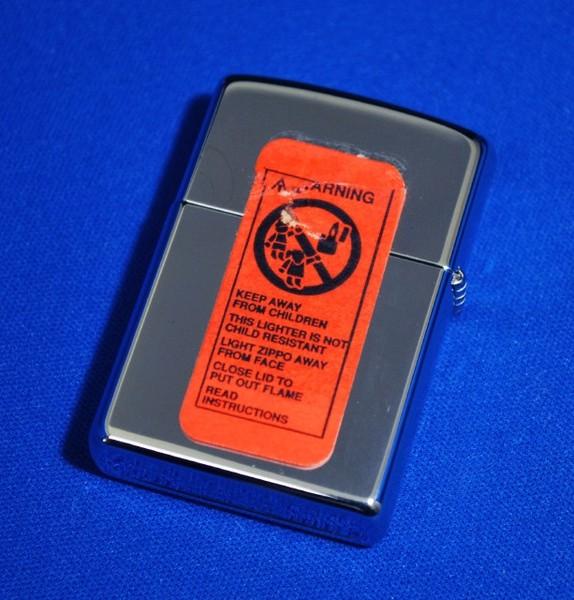 WARNING
KEEP AWAY
FROM CHILDREN
THIS LIGHTER IS NOT
CHILD RESISTANT
LIGHT ZIPPO AWAY
FROM FACE
CLOSE LID TO
PUT OUT FLAME
READ
INSTRUCTIONS